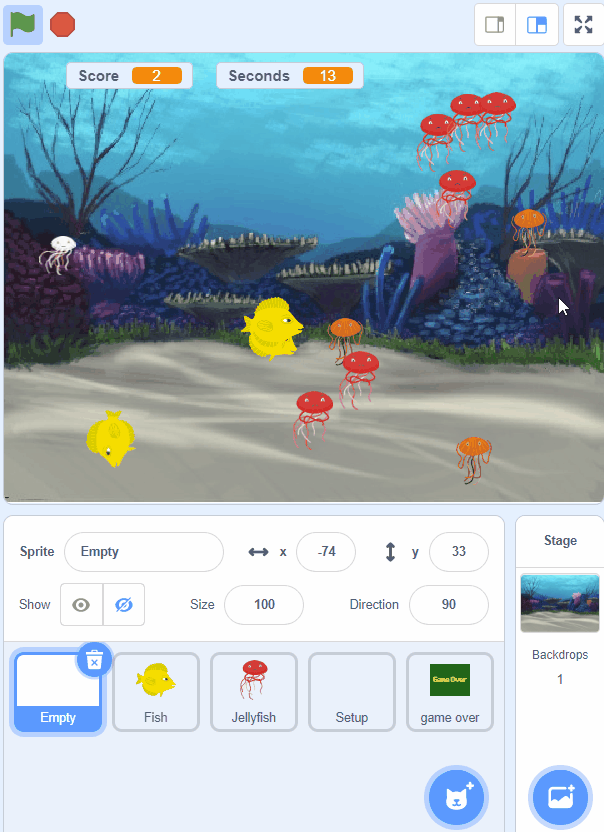 Score 2 Seconds 13
Sprite Empty x -74 y 33
Show Size 100 Direction 90
Stage
Backdrops
1
Empty Fish Jellyfish Setup game over
Game Over